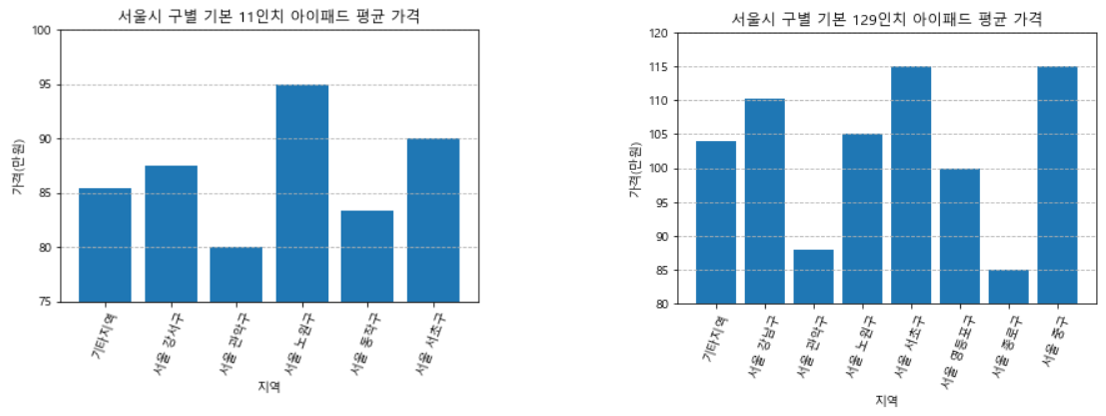 서울시 구별 기본 11인치 아이패드 평균 가격
100
95
90
85
80
75
가격(만원)
기타지역
서울 강서구
서울 관악구
서울 노원구
서울 동작구
서울 서초구
지역
서울시 구별 기본 129인치 아이패드 평균 가격
120
115
110
105
100
95
90
85
80
가격(만원)
기타지역
서울 강남구
서울 관악구
서울 노원구
서울 서초구
서울 영등포구
서울 종로구
서울 중구
지역